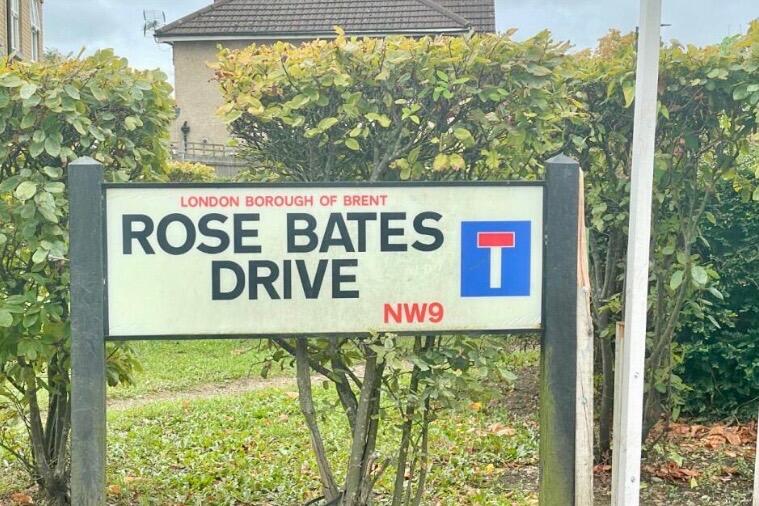 LONDON BOROUGH OF BRENT
ROSE BATES
DRIVE
NW9